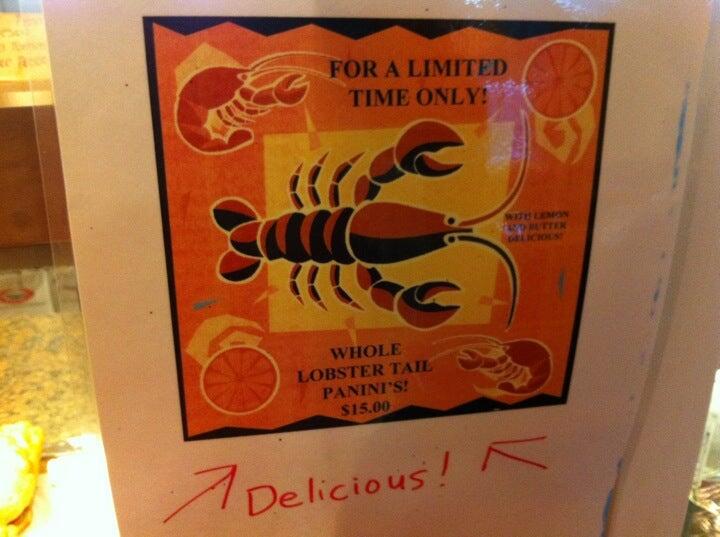 FOR A LIMITED
TIME ONLY!
WITH LEMON
AND BUTTER
DELICIOUS!
WHOLE
LOBSTER TAIL
PANINI'S!
$15.00
Delicious!